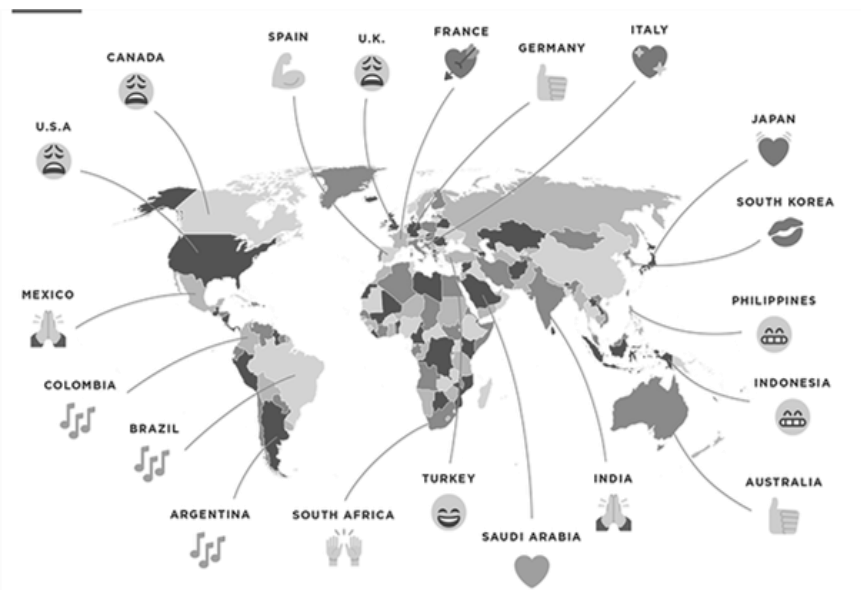 SPAIN
U.K.
FRANCE
GERMANY
ITALY
CANADA
U.S.A
JAPAN
SOUTH KOREA
MEXICO
PHILIPPINES
COLOMBIA
INDONESIA
BRAZIL
ARGENTINA
SOUTH AFRICA
TURKEY
SAUDI ARABIA
INDIA
AUSTRALIA